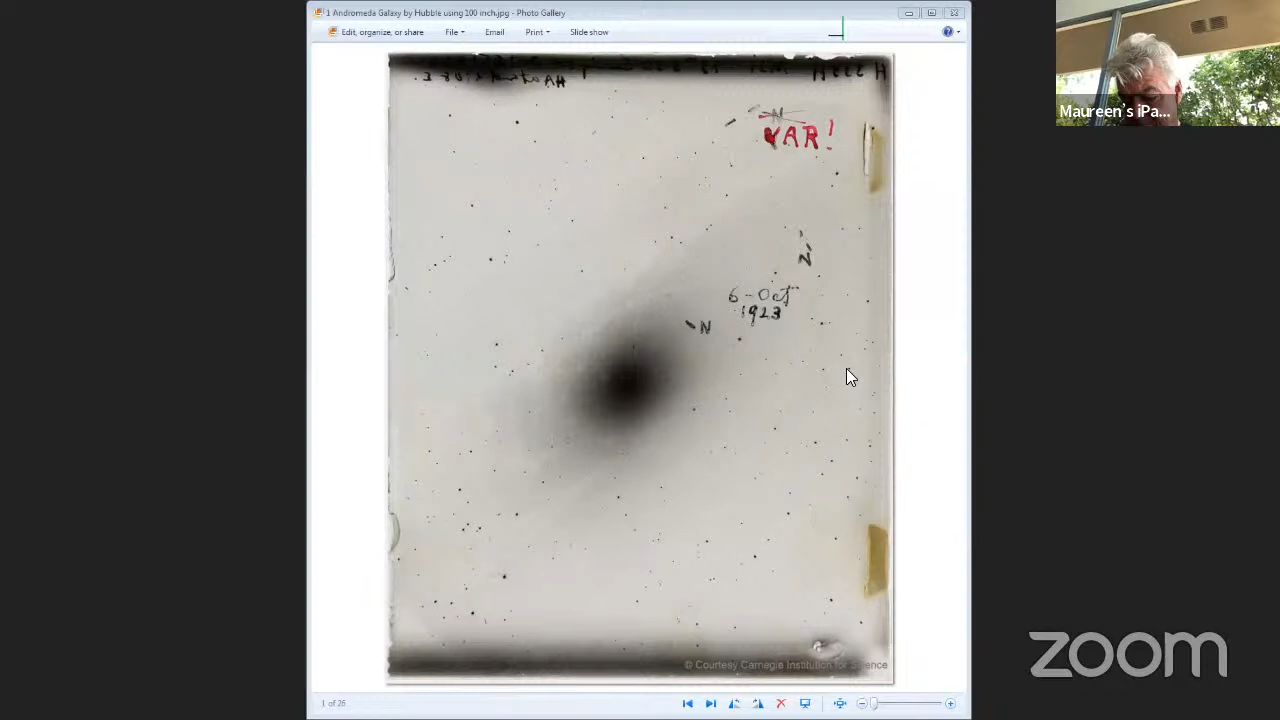 1 Andromeda Galaxy by Hubble using 100 inch.jpg - Photo Gallery
Edit, organize, or share File Email Print Slide show
N
VAR!
N
6-Oct
1923
N
© Courtesy Carnegie Institution for Science
1 of 26
Maureen's iPa...
zoom